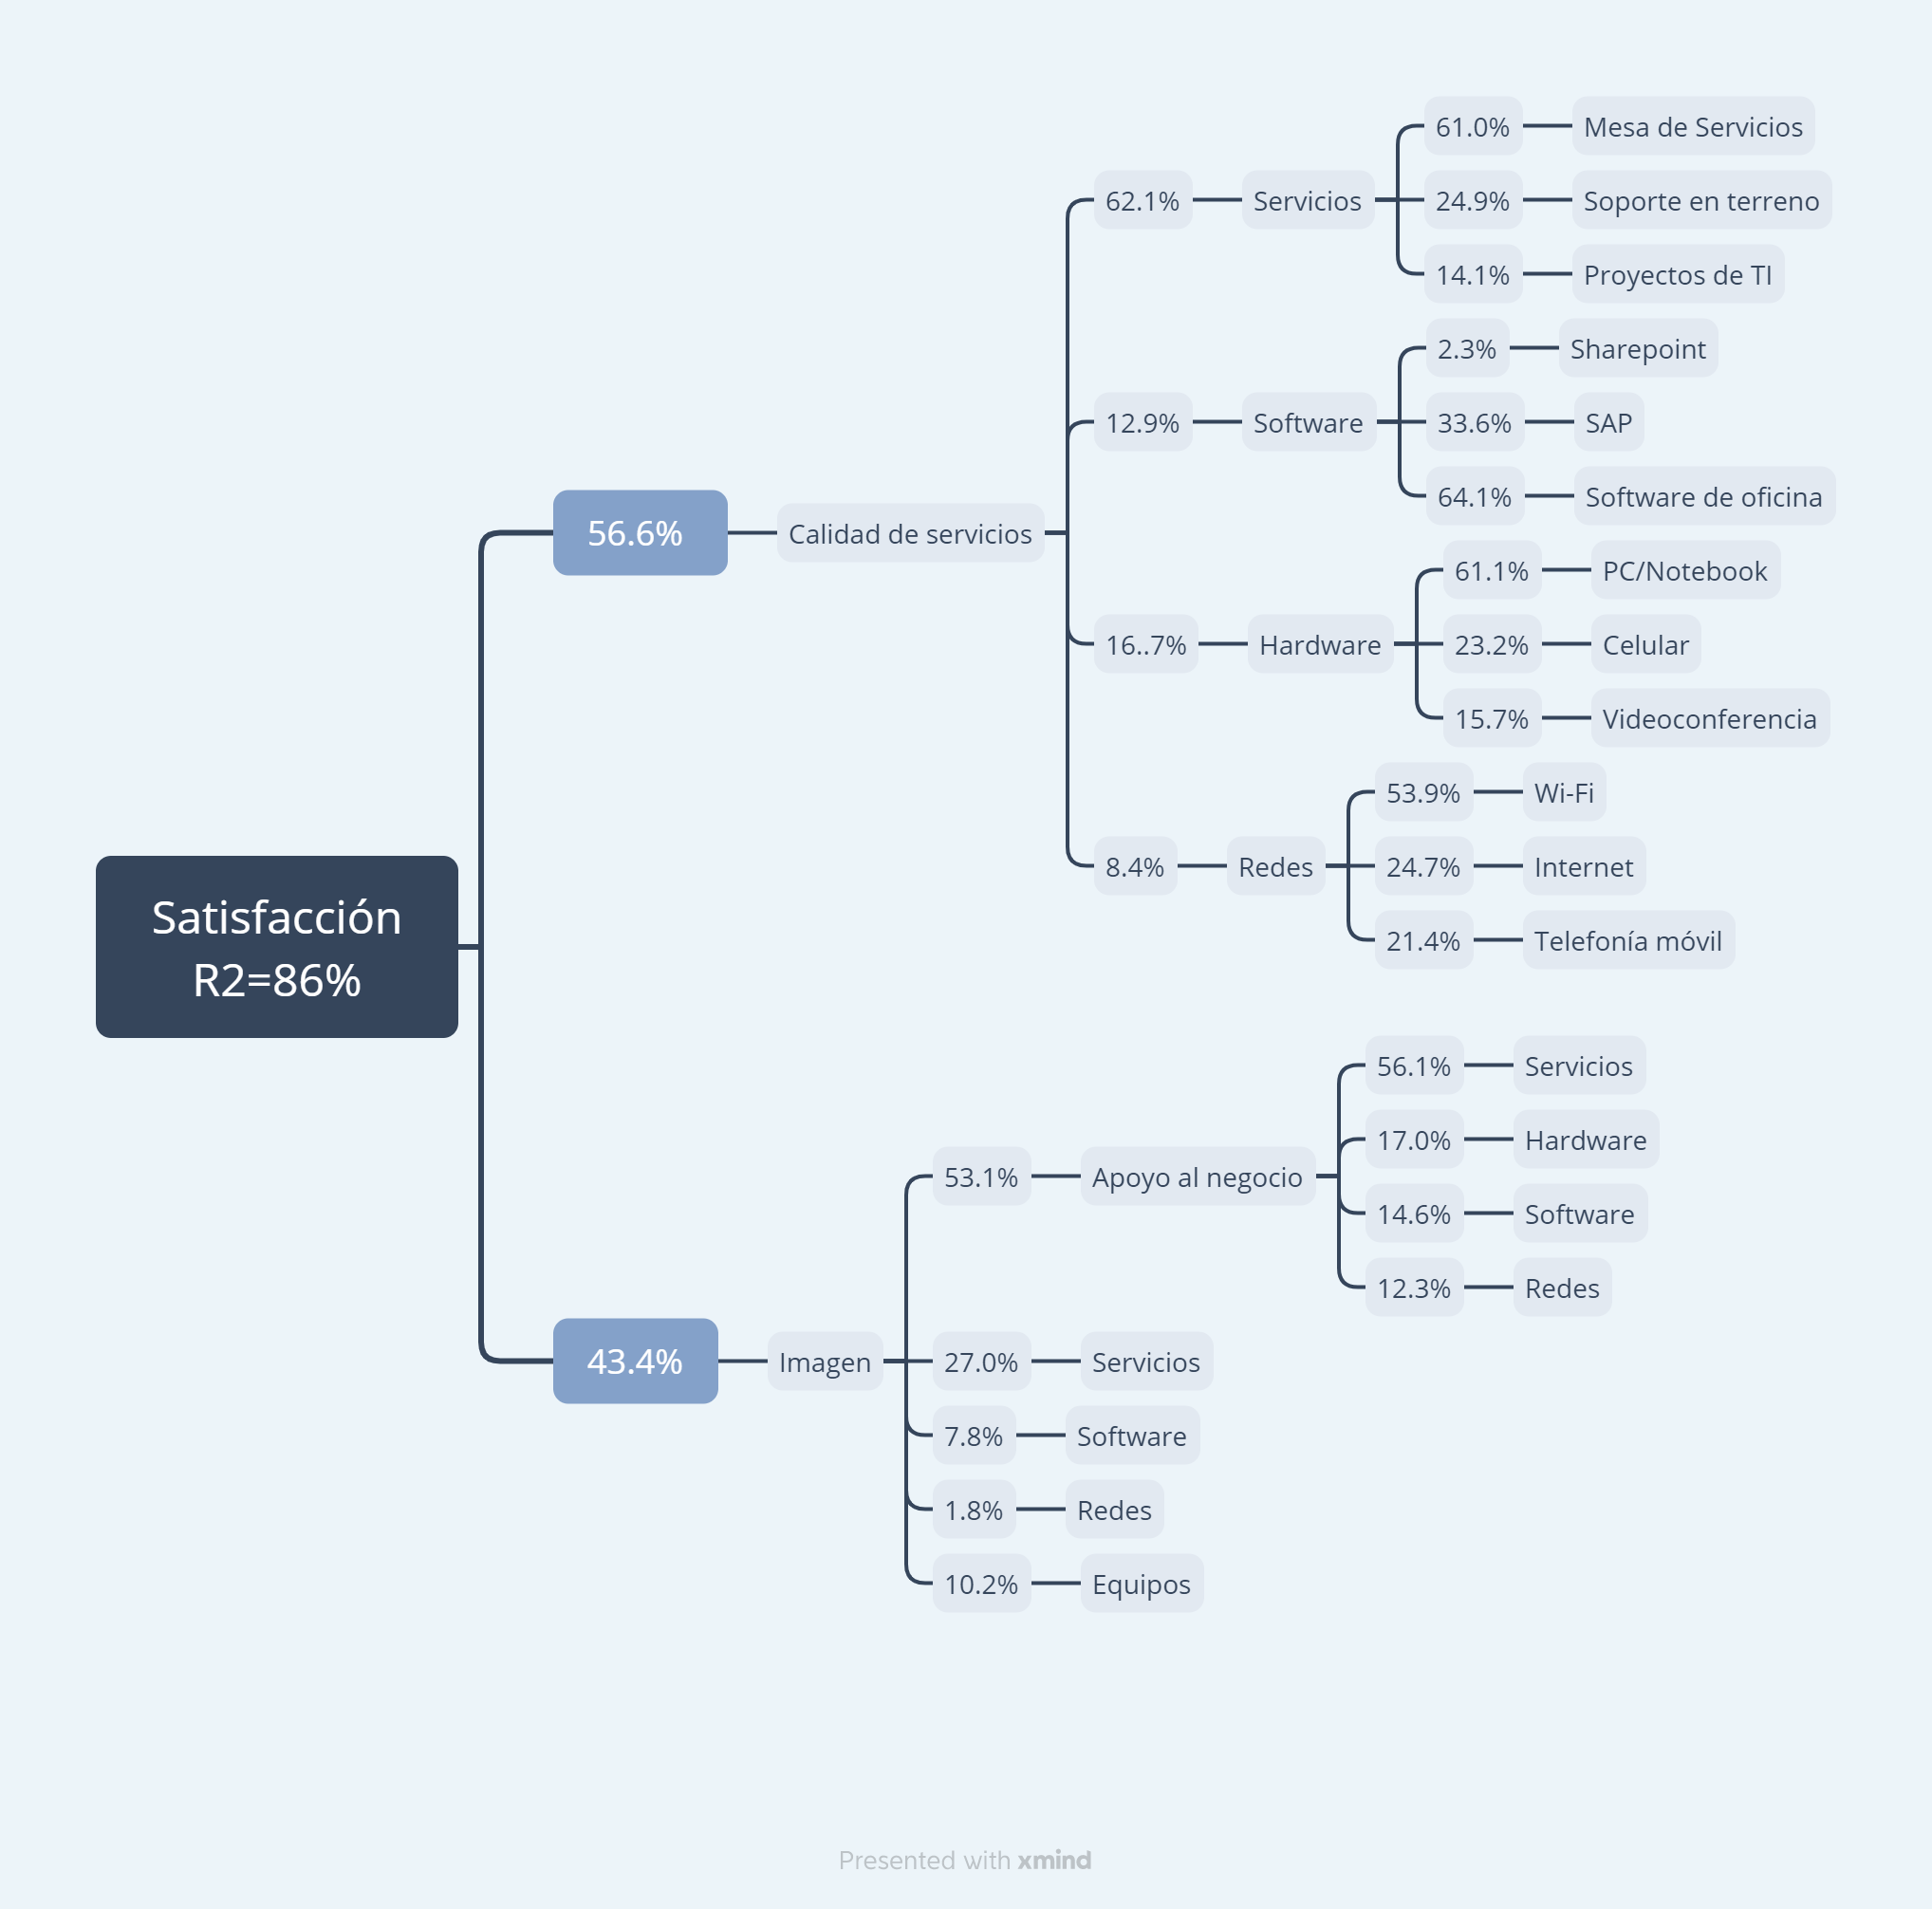 Satisfacción
R2=86%
56.6%
Calidad de servicios
62.1%
Servicios
61.0%
Mesa de Servicios
24.9%
Soporte en terreno
14.1%
Proyectos de TI
12.9%
Software
2.3%
Sharepoint
33.6%
SAP
64.1%
Software de oficina
16..7%
Hardware
61.1%
PC/Notebook
23.2%
Celular
15.7%
Videoconferencia
8.4%
Redes
53.9%
Wi-Fi
24.7%
Internet
21.4%
Telefonía móvil
43.4%
Imagen
53.1%
Apoyo al negocio
56.1%
Servicios
17.0%
Hardware
14.6%
Software
12.3%
Redes
27.0%
Servicios
7.8%
Software
1.8%
Redes
10.2%
Equipos
Presented with xmind